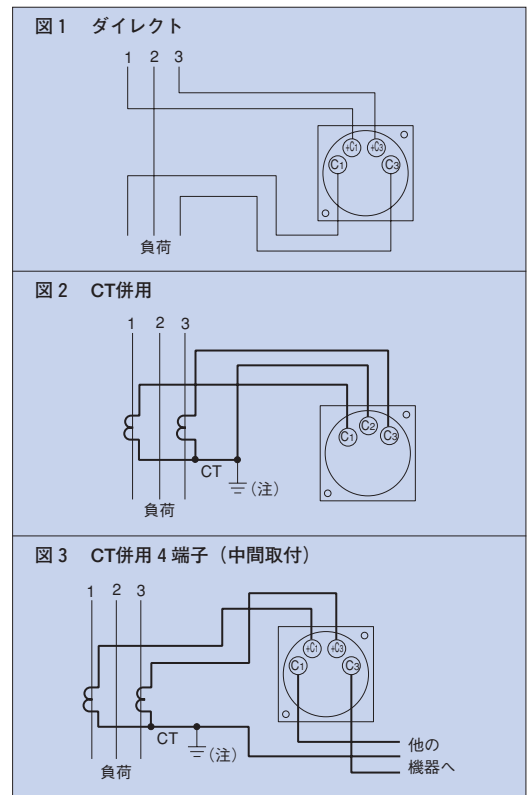 図1 ダイレクト
1 2 3
+C1 +C3
C1 C3
負荷
図2 CT併用
1 2 3
C1 C2 C3
CT
(注)
負荷
図3 CT併用4端子（中間取付）
1 2 3
+C1 +C3
C1 C3
CT
(注)
他の
機器へ
負荷